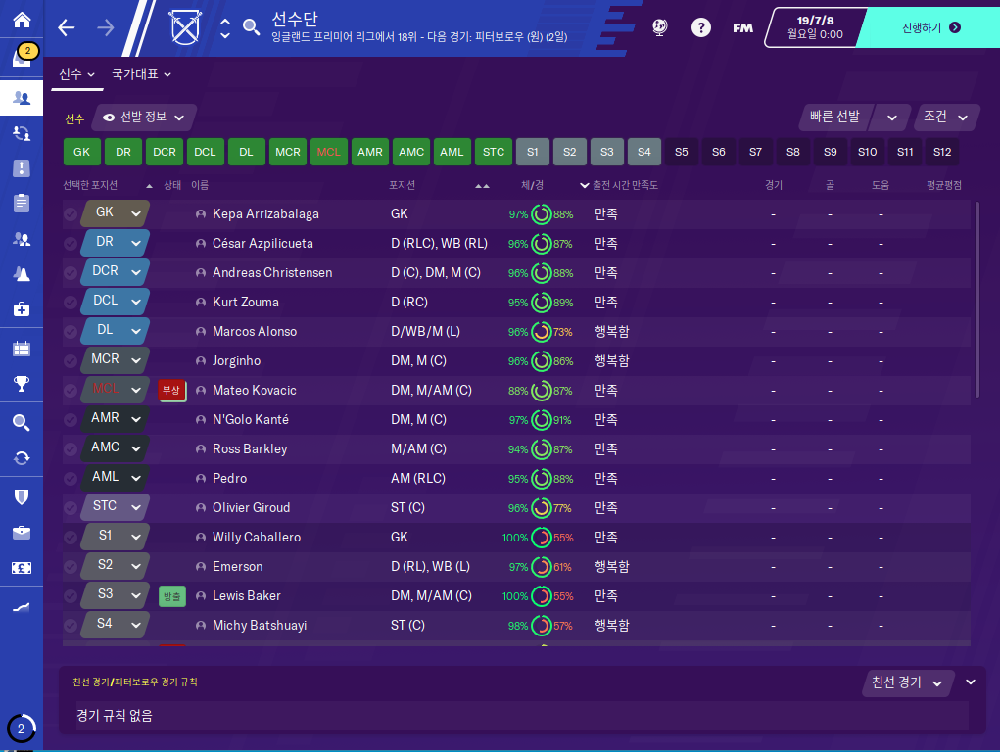 2
선수단
잉글랜드 프리미어 리그에서 18위 - 다음 경기: 피터보로우 (원) (2일)
?
FM
19/7/8
월요일 0:00
진행하기
선수 국가대표
선수 선발 정보 빠른 선발 조건
GK DR DCR DCL DL MCR MCL AMR AMC AML STC S1 S2 S3 S4 S5 S6 S7 S8 S9 S10 S11 S12
선택한 포지션 상태 이름 포지션 체/경 출전 시간 만족도 경기 골 도움 평균평점
GK Kepa Arrizabalaga GK 97% 88% 만족 - - -
DR César Azpilicueta D (RLC), WB (RL) 96% 87% 만족 - - -
DCR Andreas Christensen D (C), DM, M (C) 96% 88% 만족 - - -
DCL Kurt Zouma D (RC) 95% 89% 만족 - - -
DL Marcos Alonso D/WB/M (L) 96% 73% 행복함 - - -
MCR Jorginho DM, M (C) 96% 86% 행복함 - - -
MCL 부상 Mateo Kovacic DM, M/AM (C) 88% 87% 만족 - - -
AMR N'Golo Kanté DM, M (C) 97% 91% 만족 - - -
AMC Ross Barkley M/AM (C) 94% 87% 만족 - - -
AML Pedro AM (RLC) 95% 88% 만족 - - -
STC Olivier Giroud ST (C) 96% 77% 만족 - - -
S1 Willy Caballero GK 100% 55% 만족 - - -
S2 Emerson D (RL), WB (L) 97% 61% 행복함 - - -
S3 방출 Lewis Baker DM, M/AM (C) 100% 55% 만족 - - -
S4 Michy Batshuayi ST (C) 98% 57% 행복함 - - -
친선 경기/피터보로우 경기 규칙 친선 경기
경기 규칙 없음
2